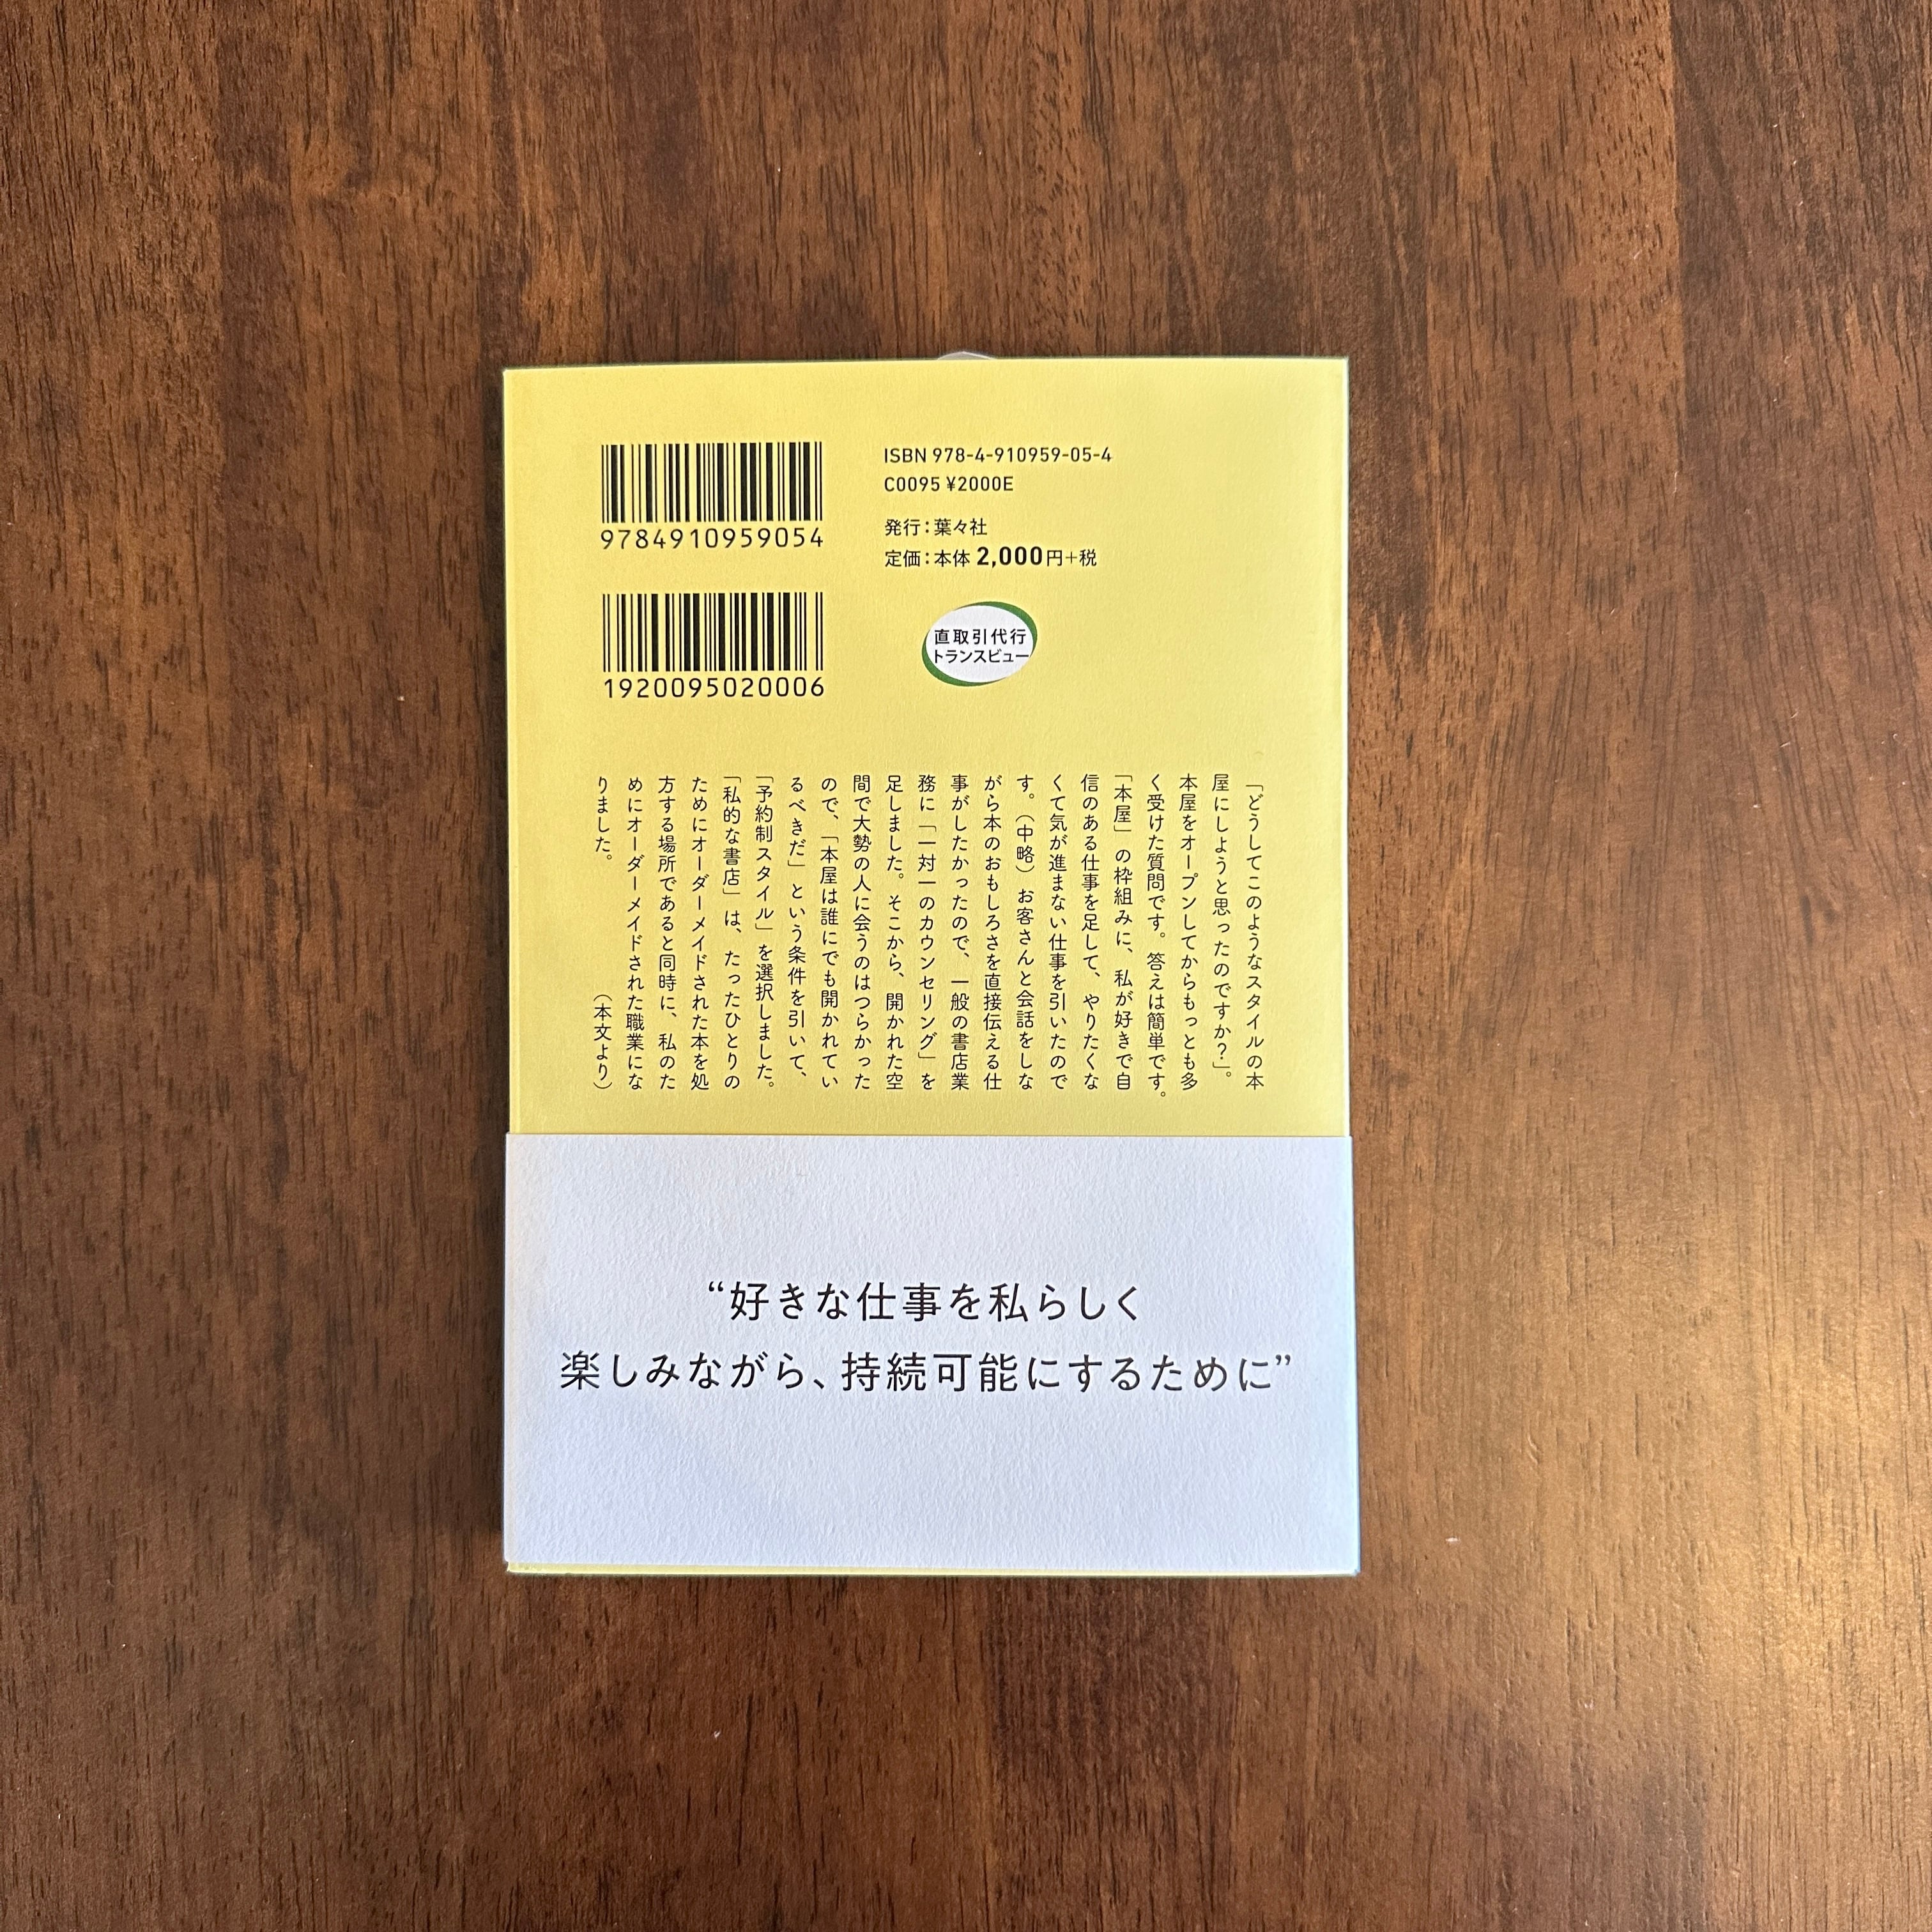 9784910959054
1920095020006
ISBN 978-4-910959-05-4
C0095 ¥2000E
発行：葉々社
定価：本体 2,000円+税
直取引代行
トランスビュー
「どうしてこのようなスタイルの本
屋にしようと思ったのですか？」。
本屋をオープンしてからもっとも多
く受けた質問です。答えは簡単です。
「本屋」の枠組みに、私が好きで自
信のある仕事を足して、やりたくな
くて気が進まない仕事を引いたので
す。（中略）お客さんと会話をしな
がら本のおもしろさを直接伝える仕
事がしたかったので、一般の書店業
務に「一対一のカウンセリング」を
足しました。そこから、開かれた空
間で大勢の人に会うのはつらかった
ので、「本屋は誰にでも開かれてい
るべきだ」という条件を引いて、
「予約制スタイル」を選択しました。
「私的な書店」は、たったひとりの
ためにオーダーメイドされた本を処
方する場所であると同時に、私のた
めにオーダーメイドされた職業にな
りました。
（本文より）
“好きな仕事を私らしく
楽しみながら、持続可能にするために”